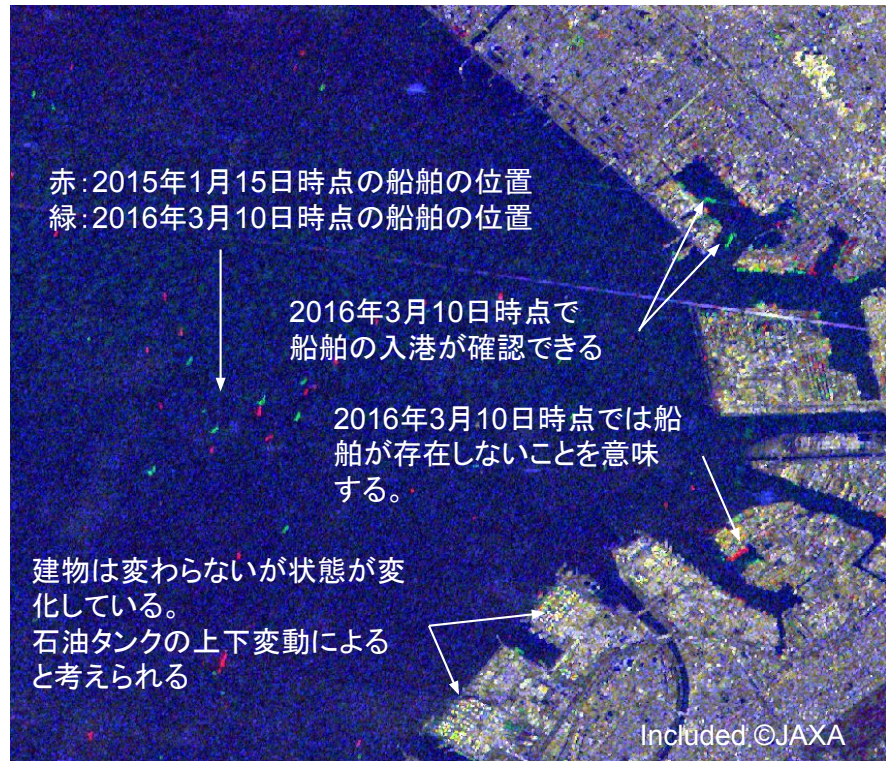 赤：2015年1月15日時点の船舶の位置
緑：2016年3月10日時点の船舶の位置
2016年3月10日時点で
船舶の入港が確認できる
2016年3月10日時点では船
舶が存在しないことを意味
する。
建物は変わらないが状態が変
化している。
石油タンクの上下変動による
と考えられる
Included ©JAXA